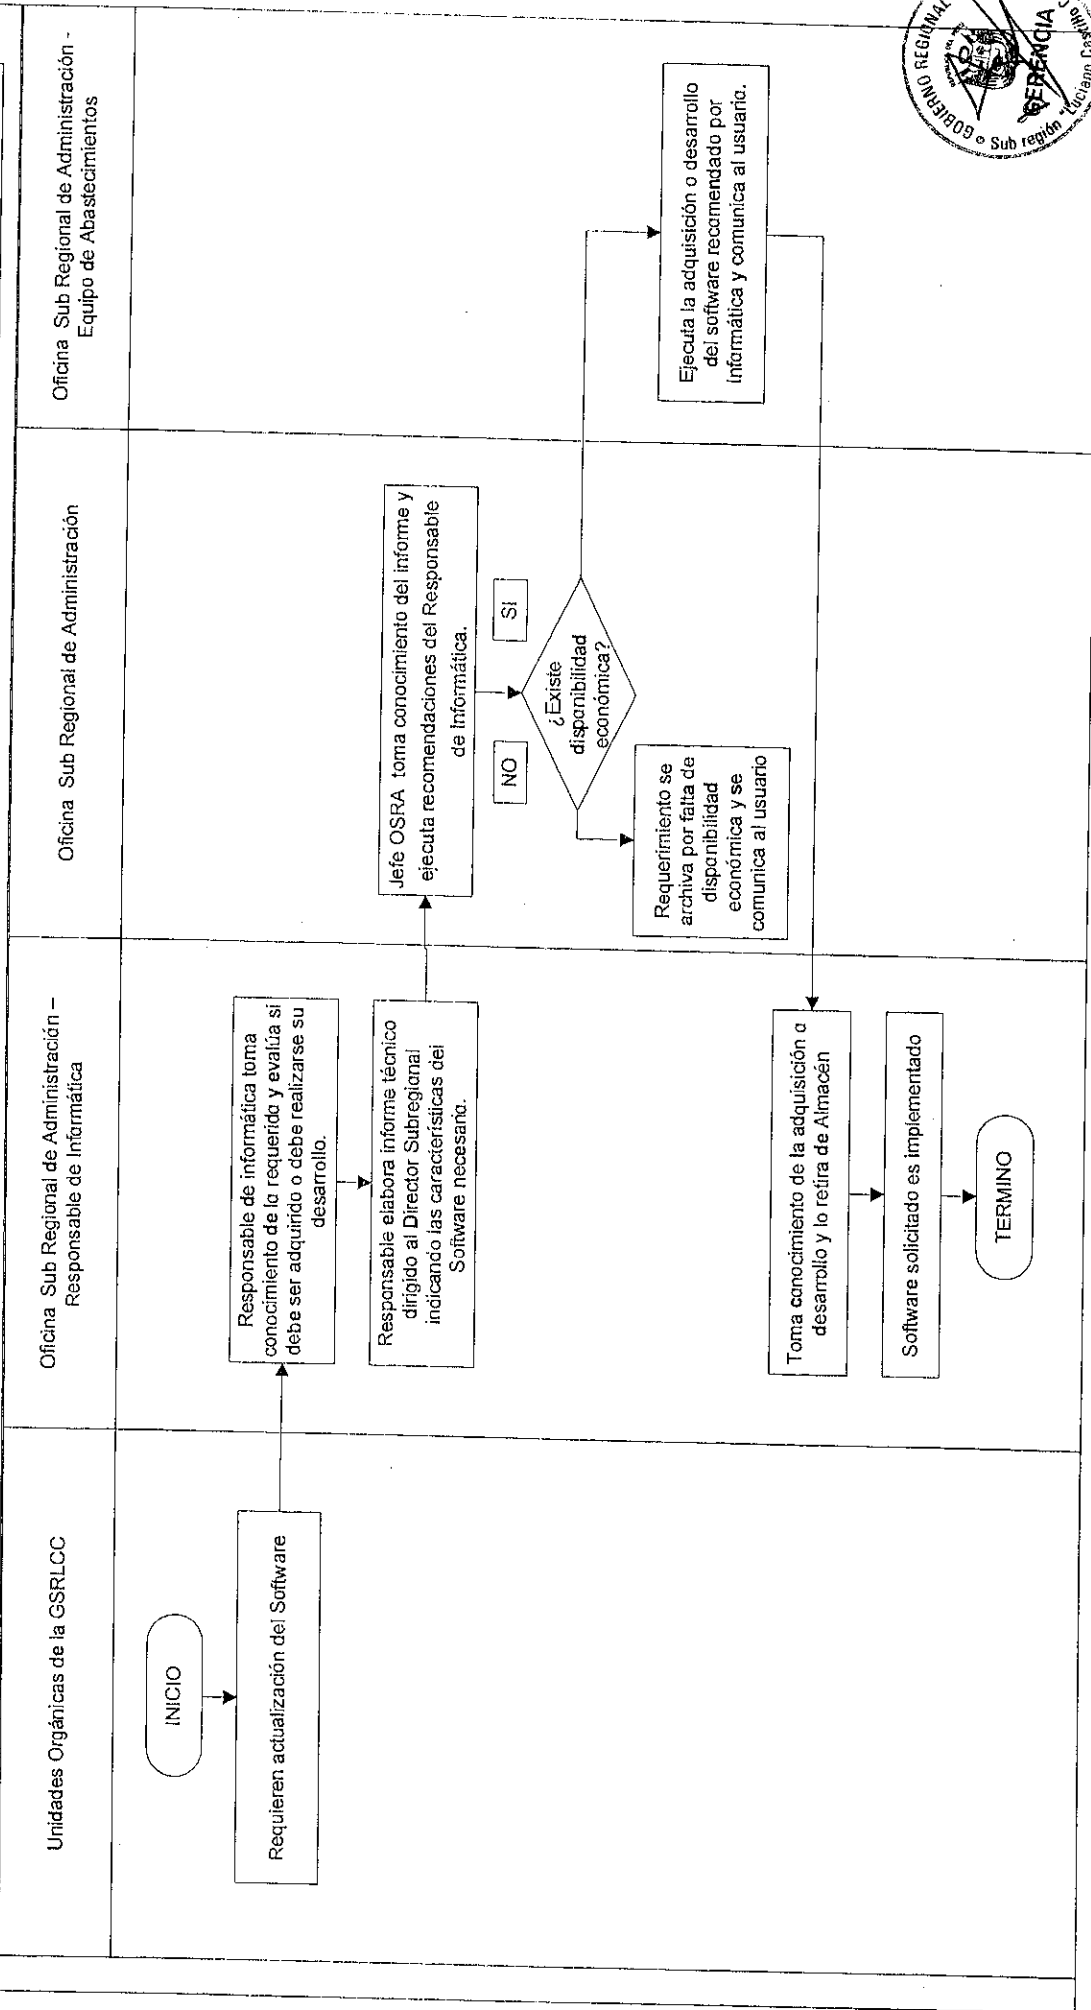 Unidades Orgánicas de la GSRLCC
Oficina Sub Regional de Administración –
Responsable de Informática
Oficina Sub Regional de Administración
Oficina Sub Regional de Administración -
Equipo de Abastecimientos
INICIO
Requieren actualización del Software
Responsable de informática toma
conocimiento de lo requerido y evalúa si
debe ser adquirido o debe realizarse su
desarrollo.
Responsable elabora informe técnico
dirigido al Director Subregional
indicando las características del
Software necesario.
Jefe OSRA toma conocimiento del informe y
ejecuta recomendaciones del Responsable
de Informática.
NO
SI
¿Existe
disponibilidad
económica?
Requerimiento se
archiva por falta de
disponibilidad
económica y se
comunica al usuario
Ejecuta la adquisición o desarrollo
del software recomendado por
Informática y comunica al usuario.
Toma conocimiento de la adquisición o
desarrollo y lo retira de Almacén
Software solicitado es implementado
TERMINO
GOBIERNO REGIONAL
GERENCIA
Sub región "Luciano Castillo